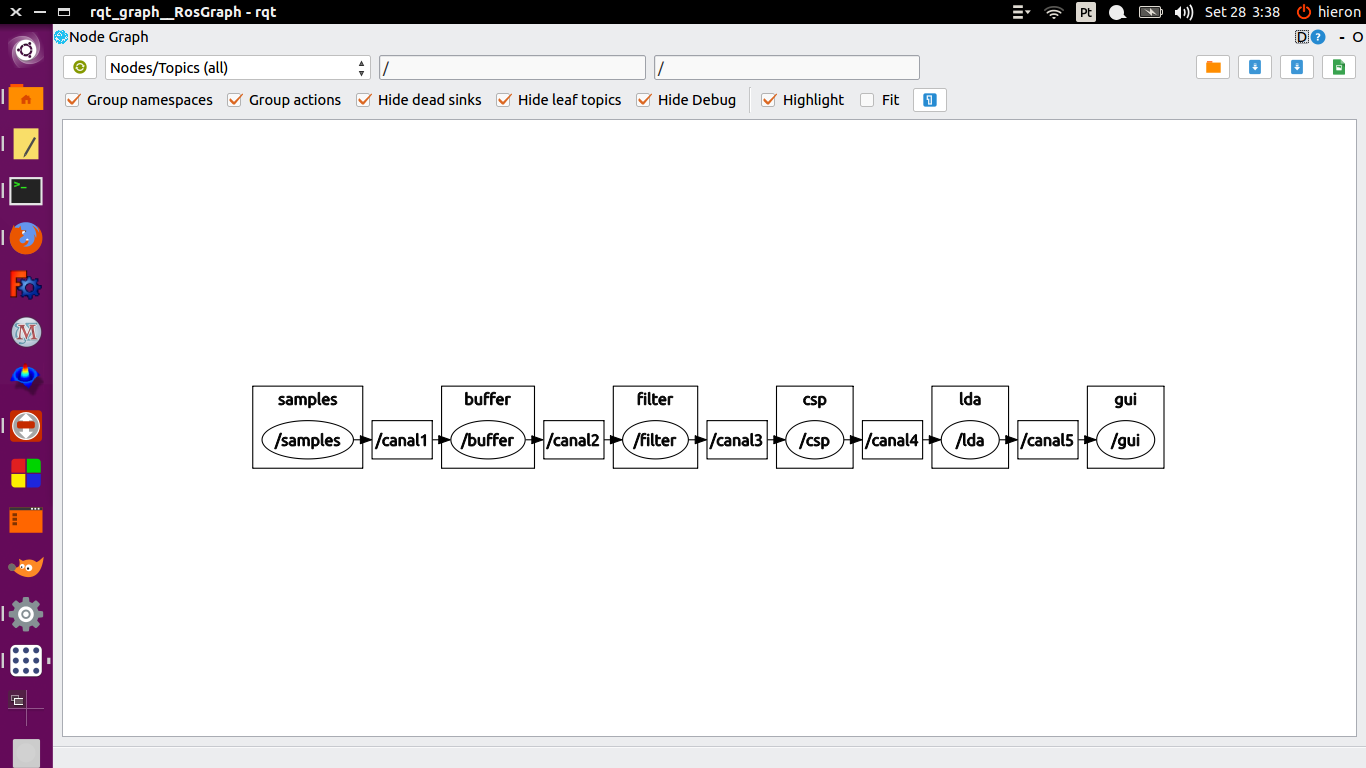 rqt_graph__RosGraph - rqt
Pt
Set 28 3:38
hieron
Node Graph
D
?
- O
Nodes/Topics (all)
/
/
Group namespaces
Group actions
Hide dead sinks
Hide leaf topics
Hide Debug
Highlight
Fit
samples
buffer
filter
csp
lda
gui
/samples
/canal1
/buffer
/canal2
/filter
/canal3
/csp
/canal4
/lda
/canal5
/gui
>_
M